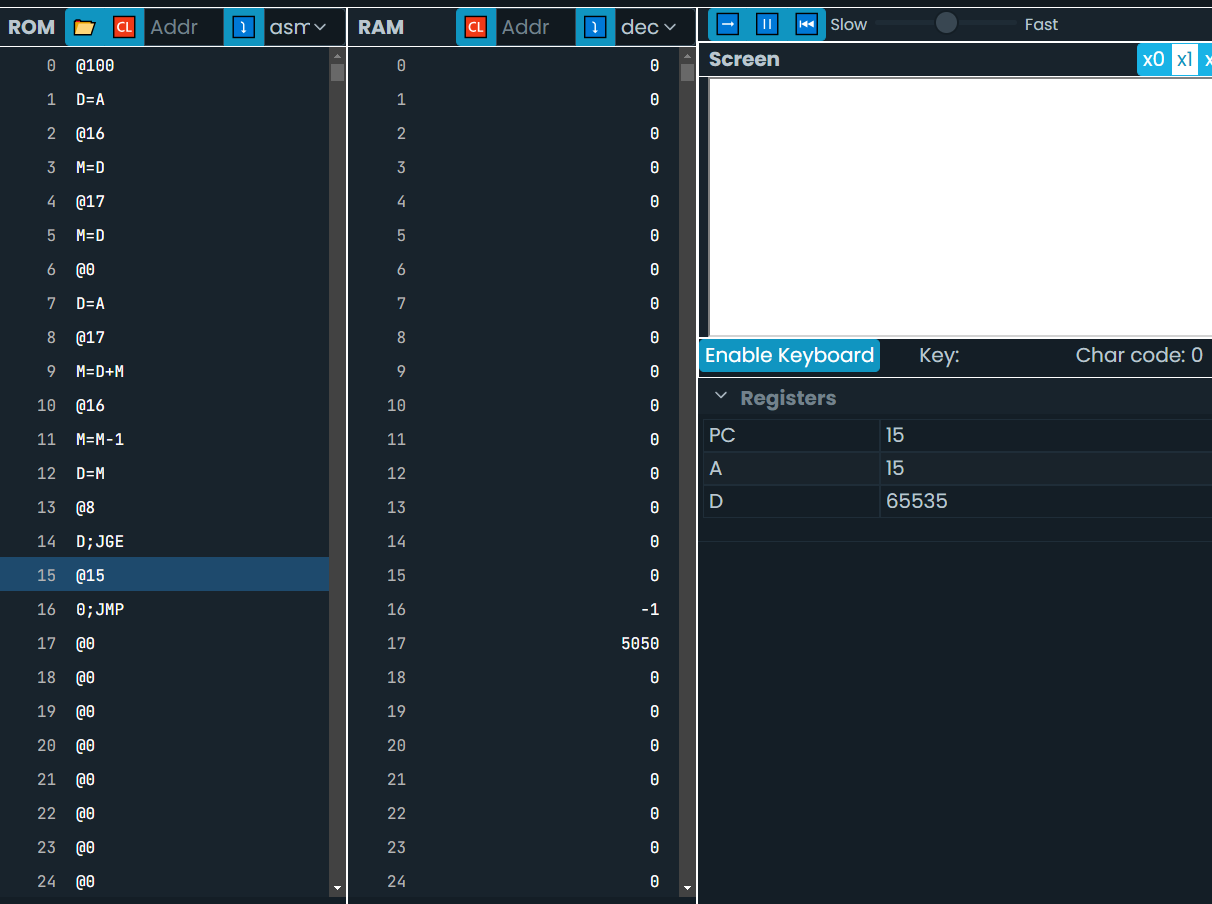 ROM CL Addr asm
0 @100
1 D=A
2 @16
3 M=D
4 @17
5 M=D
6 @0
7 D=A
8 @17
9 M=D+M
10 @16
11 M=M-1
12 D=M
13 @8
14 D;JGE
15 @15
16 0;JMP
17 @0
18 @0
19 @0
20 @0
21 @0
22 @0
23 @0
24 @0
RAM CL Addr dec
0 0
1 0
2 0
3 0
4 0
5 0
6 0
7 0
8 0
9 0
10 0
11 0
12 0
13 0
14 0
15 0
16 -1
17 5050
18 0
19 0
20 0
21 0
22 0
23 0
24 0
Slow Fast
Screen x0 x1 x
Enable Keyboard Key: Char code: 0
Registers
PC 15
A 15
D 65535